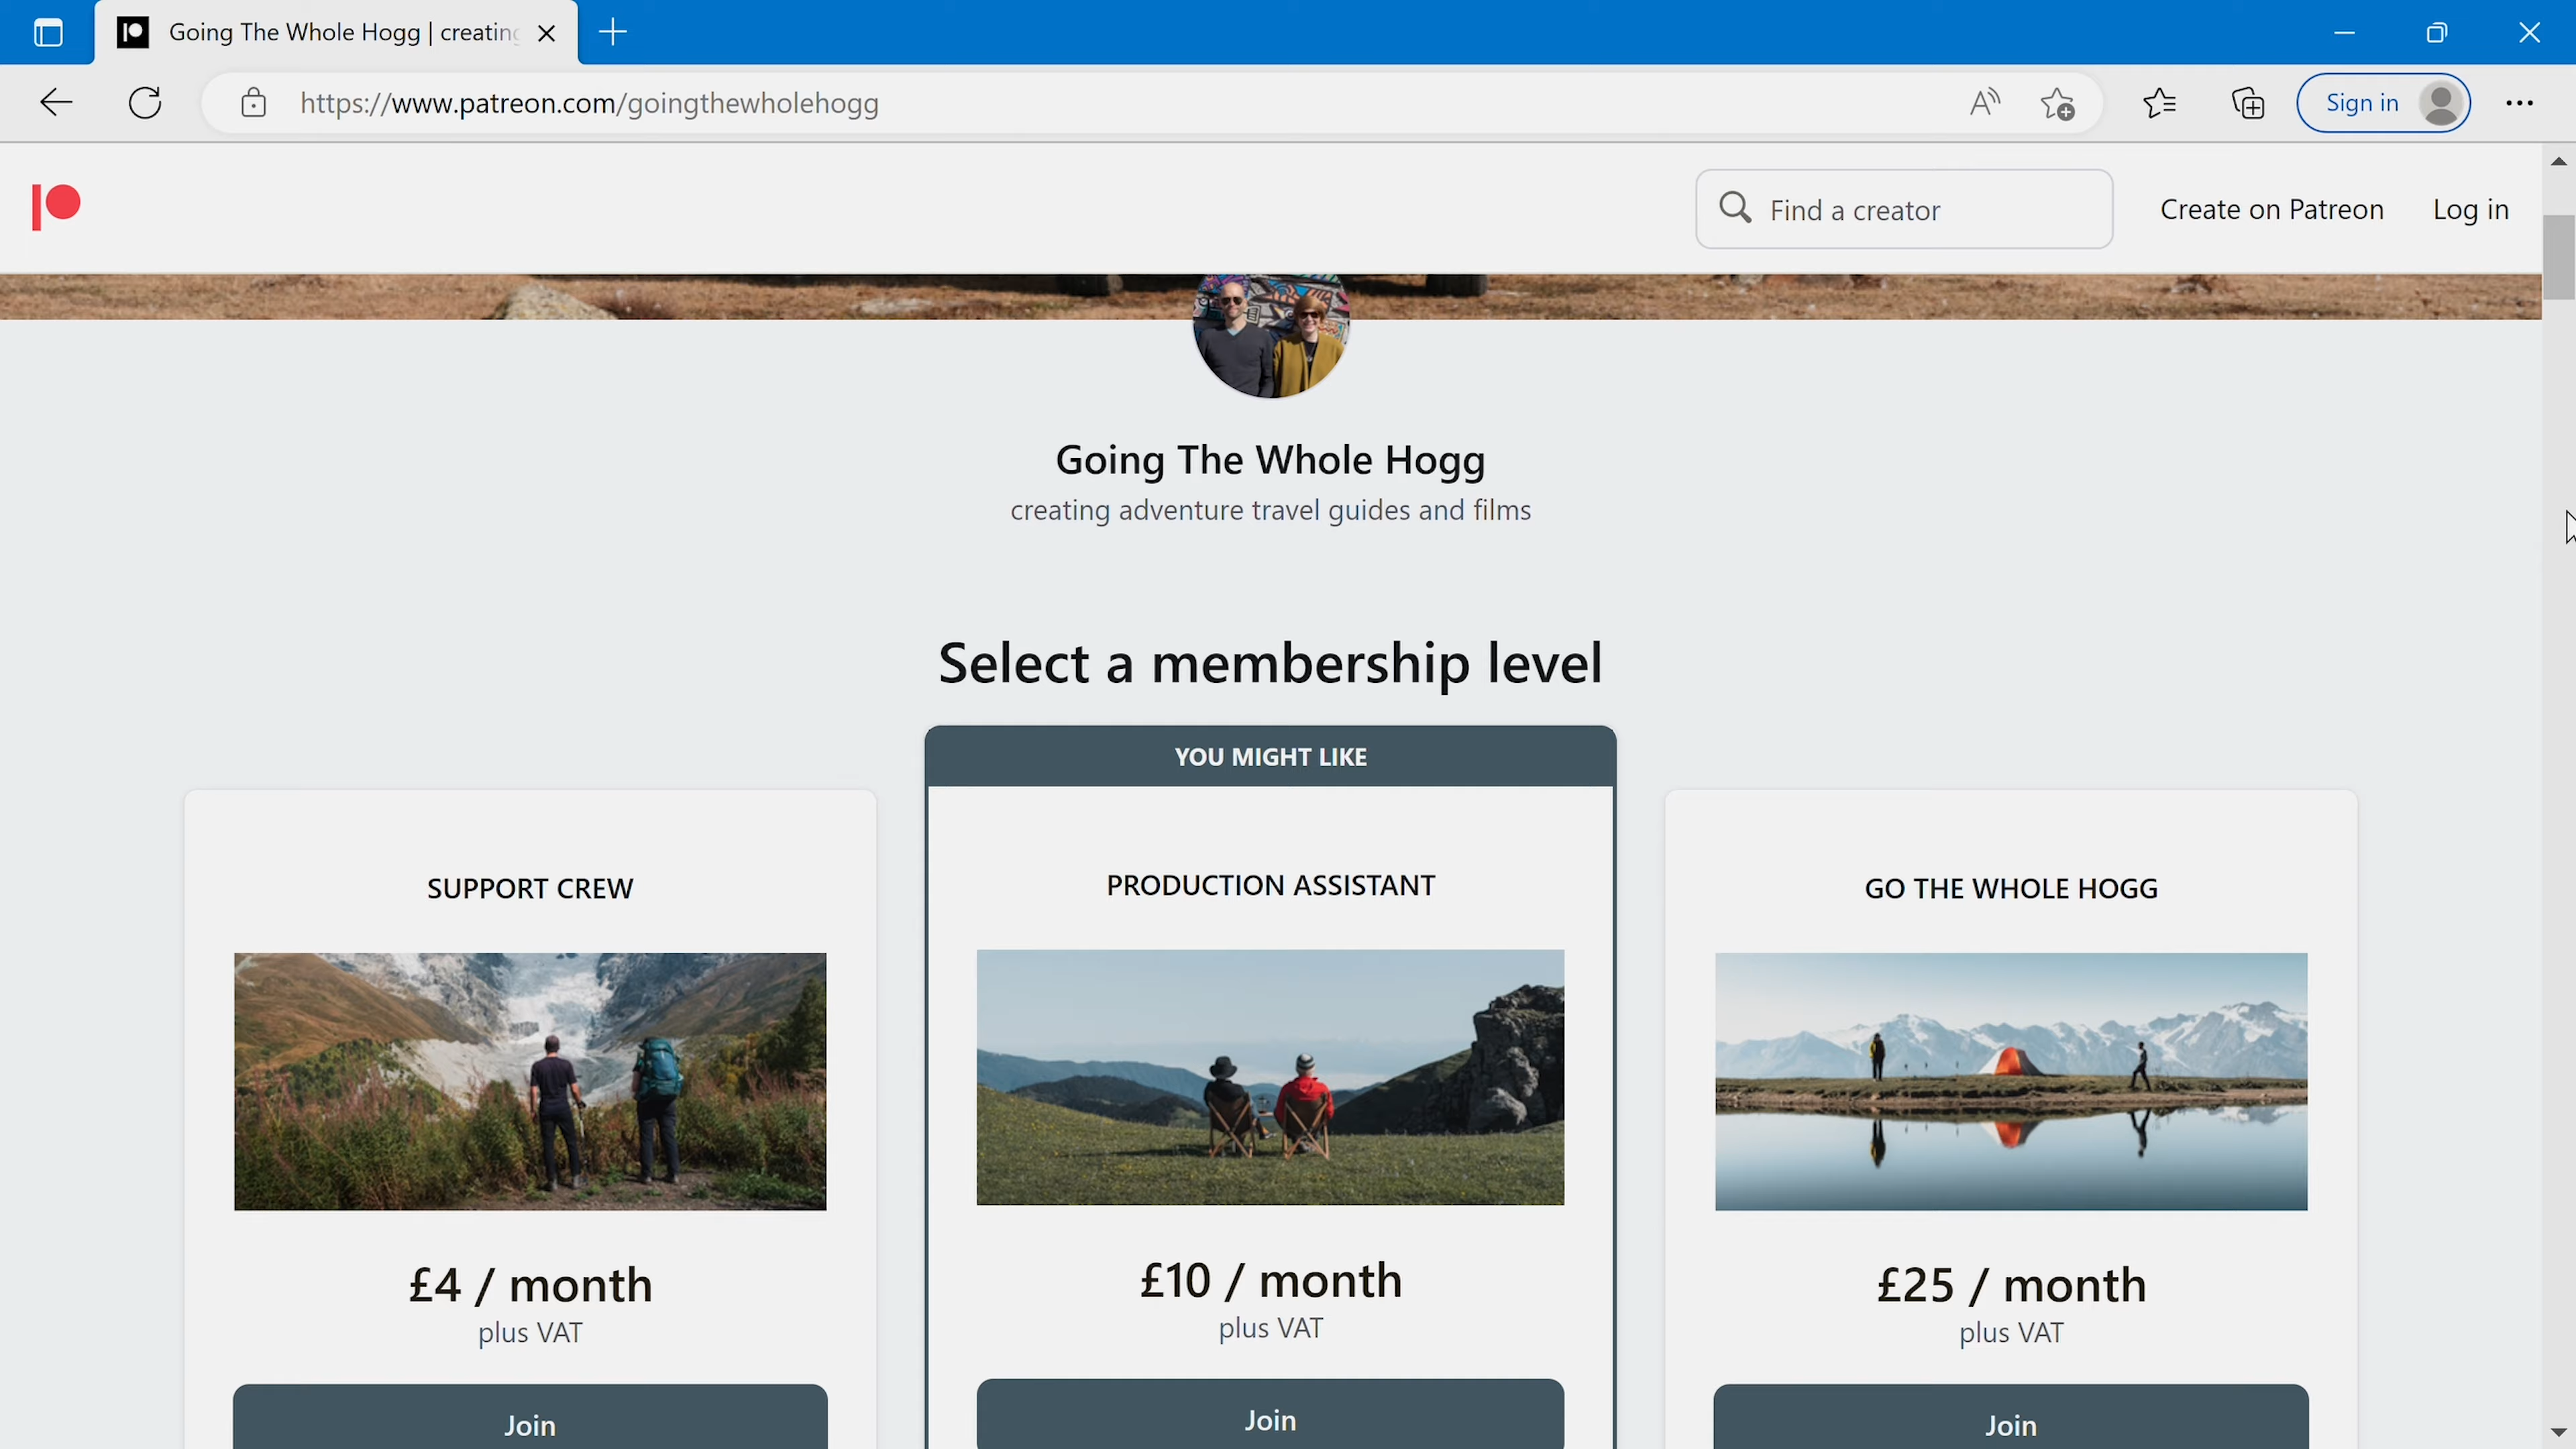 Going The Whole Hogg | creating
https://www.patreon.com/goingthewholehogg
Sign in
Find a creator
Create on Patreon
Log in
Going The Whole Hogg
creating adventure travel guides and films
Select a membership level
YOU MIGHT LIKE
SUPPORT CREW
£4 / month
plus VAT
Join
PRODUCTION ASSISTANT
£10 / month
plus VAT
Join
GO THE WHOLE HOGG
£25 / month
plus VAT
Join